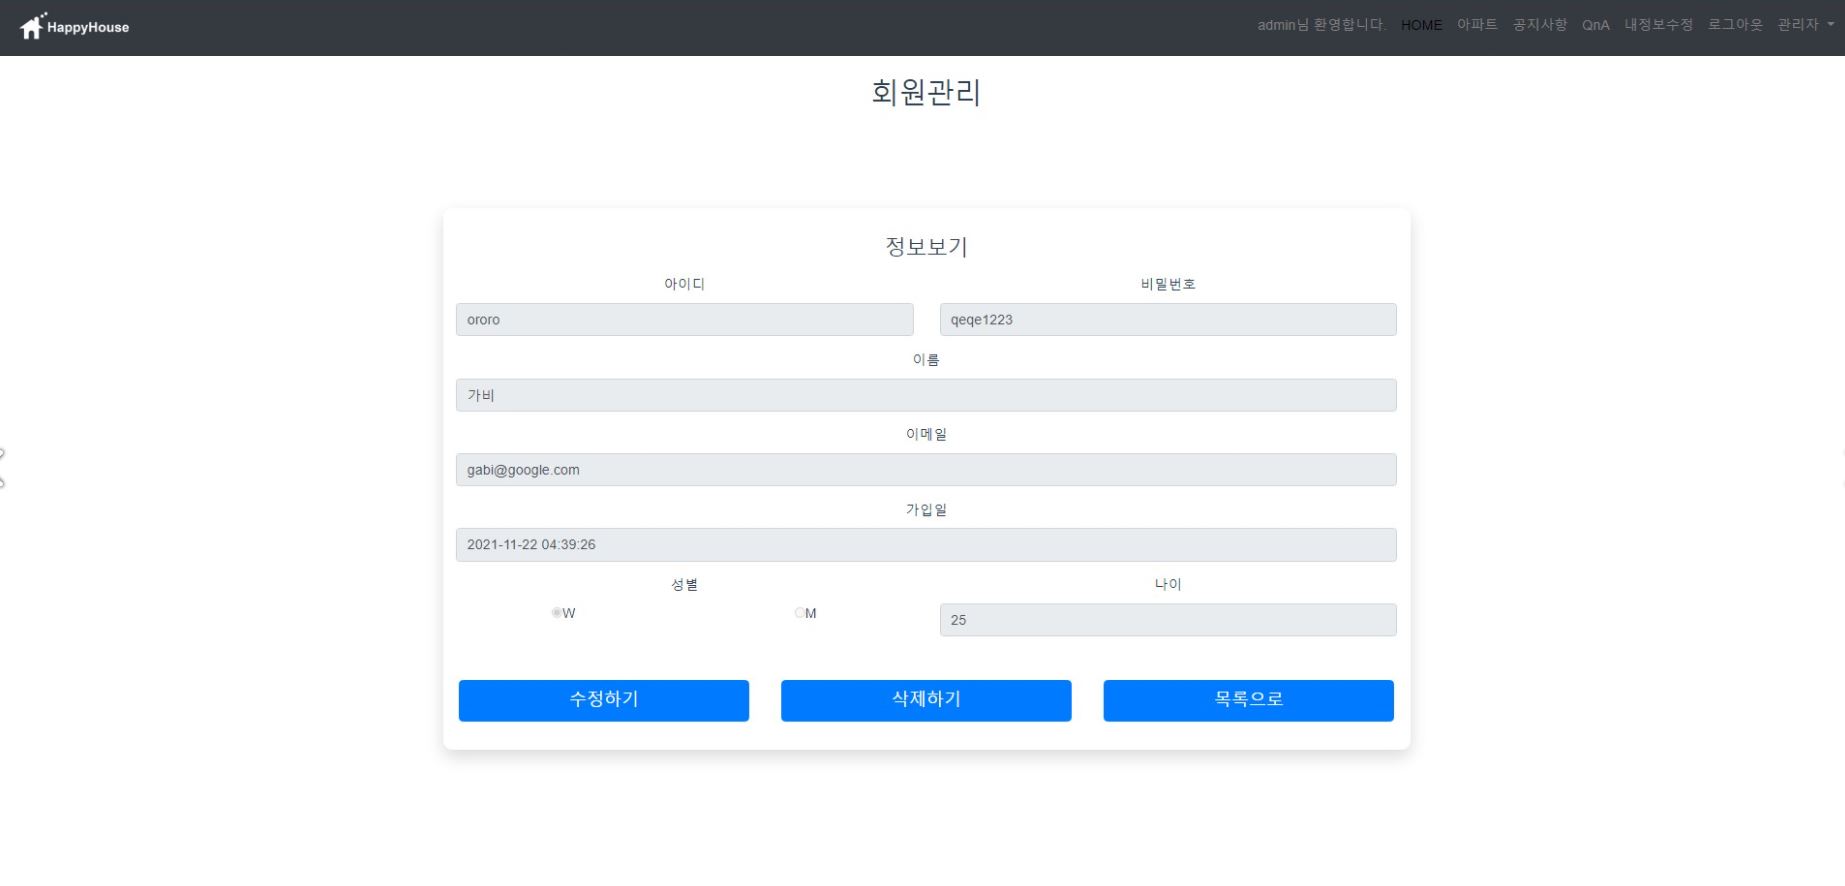 HappyHouse
admin님 환영합니다. HOME 아파트 공지사항 QnA 내정보수정 로그아웃 관리자
회원관리
정보보기
아이디 비밀번호
ororo qeqe1223
이름
가비
이메일
gabi@google.com
가입일
2021-11-22 04:39:26
성별 나이
W M 25
수정하기 삭제하기 목록으로